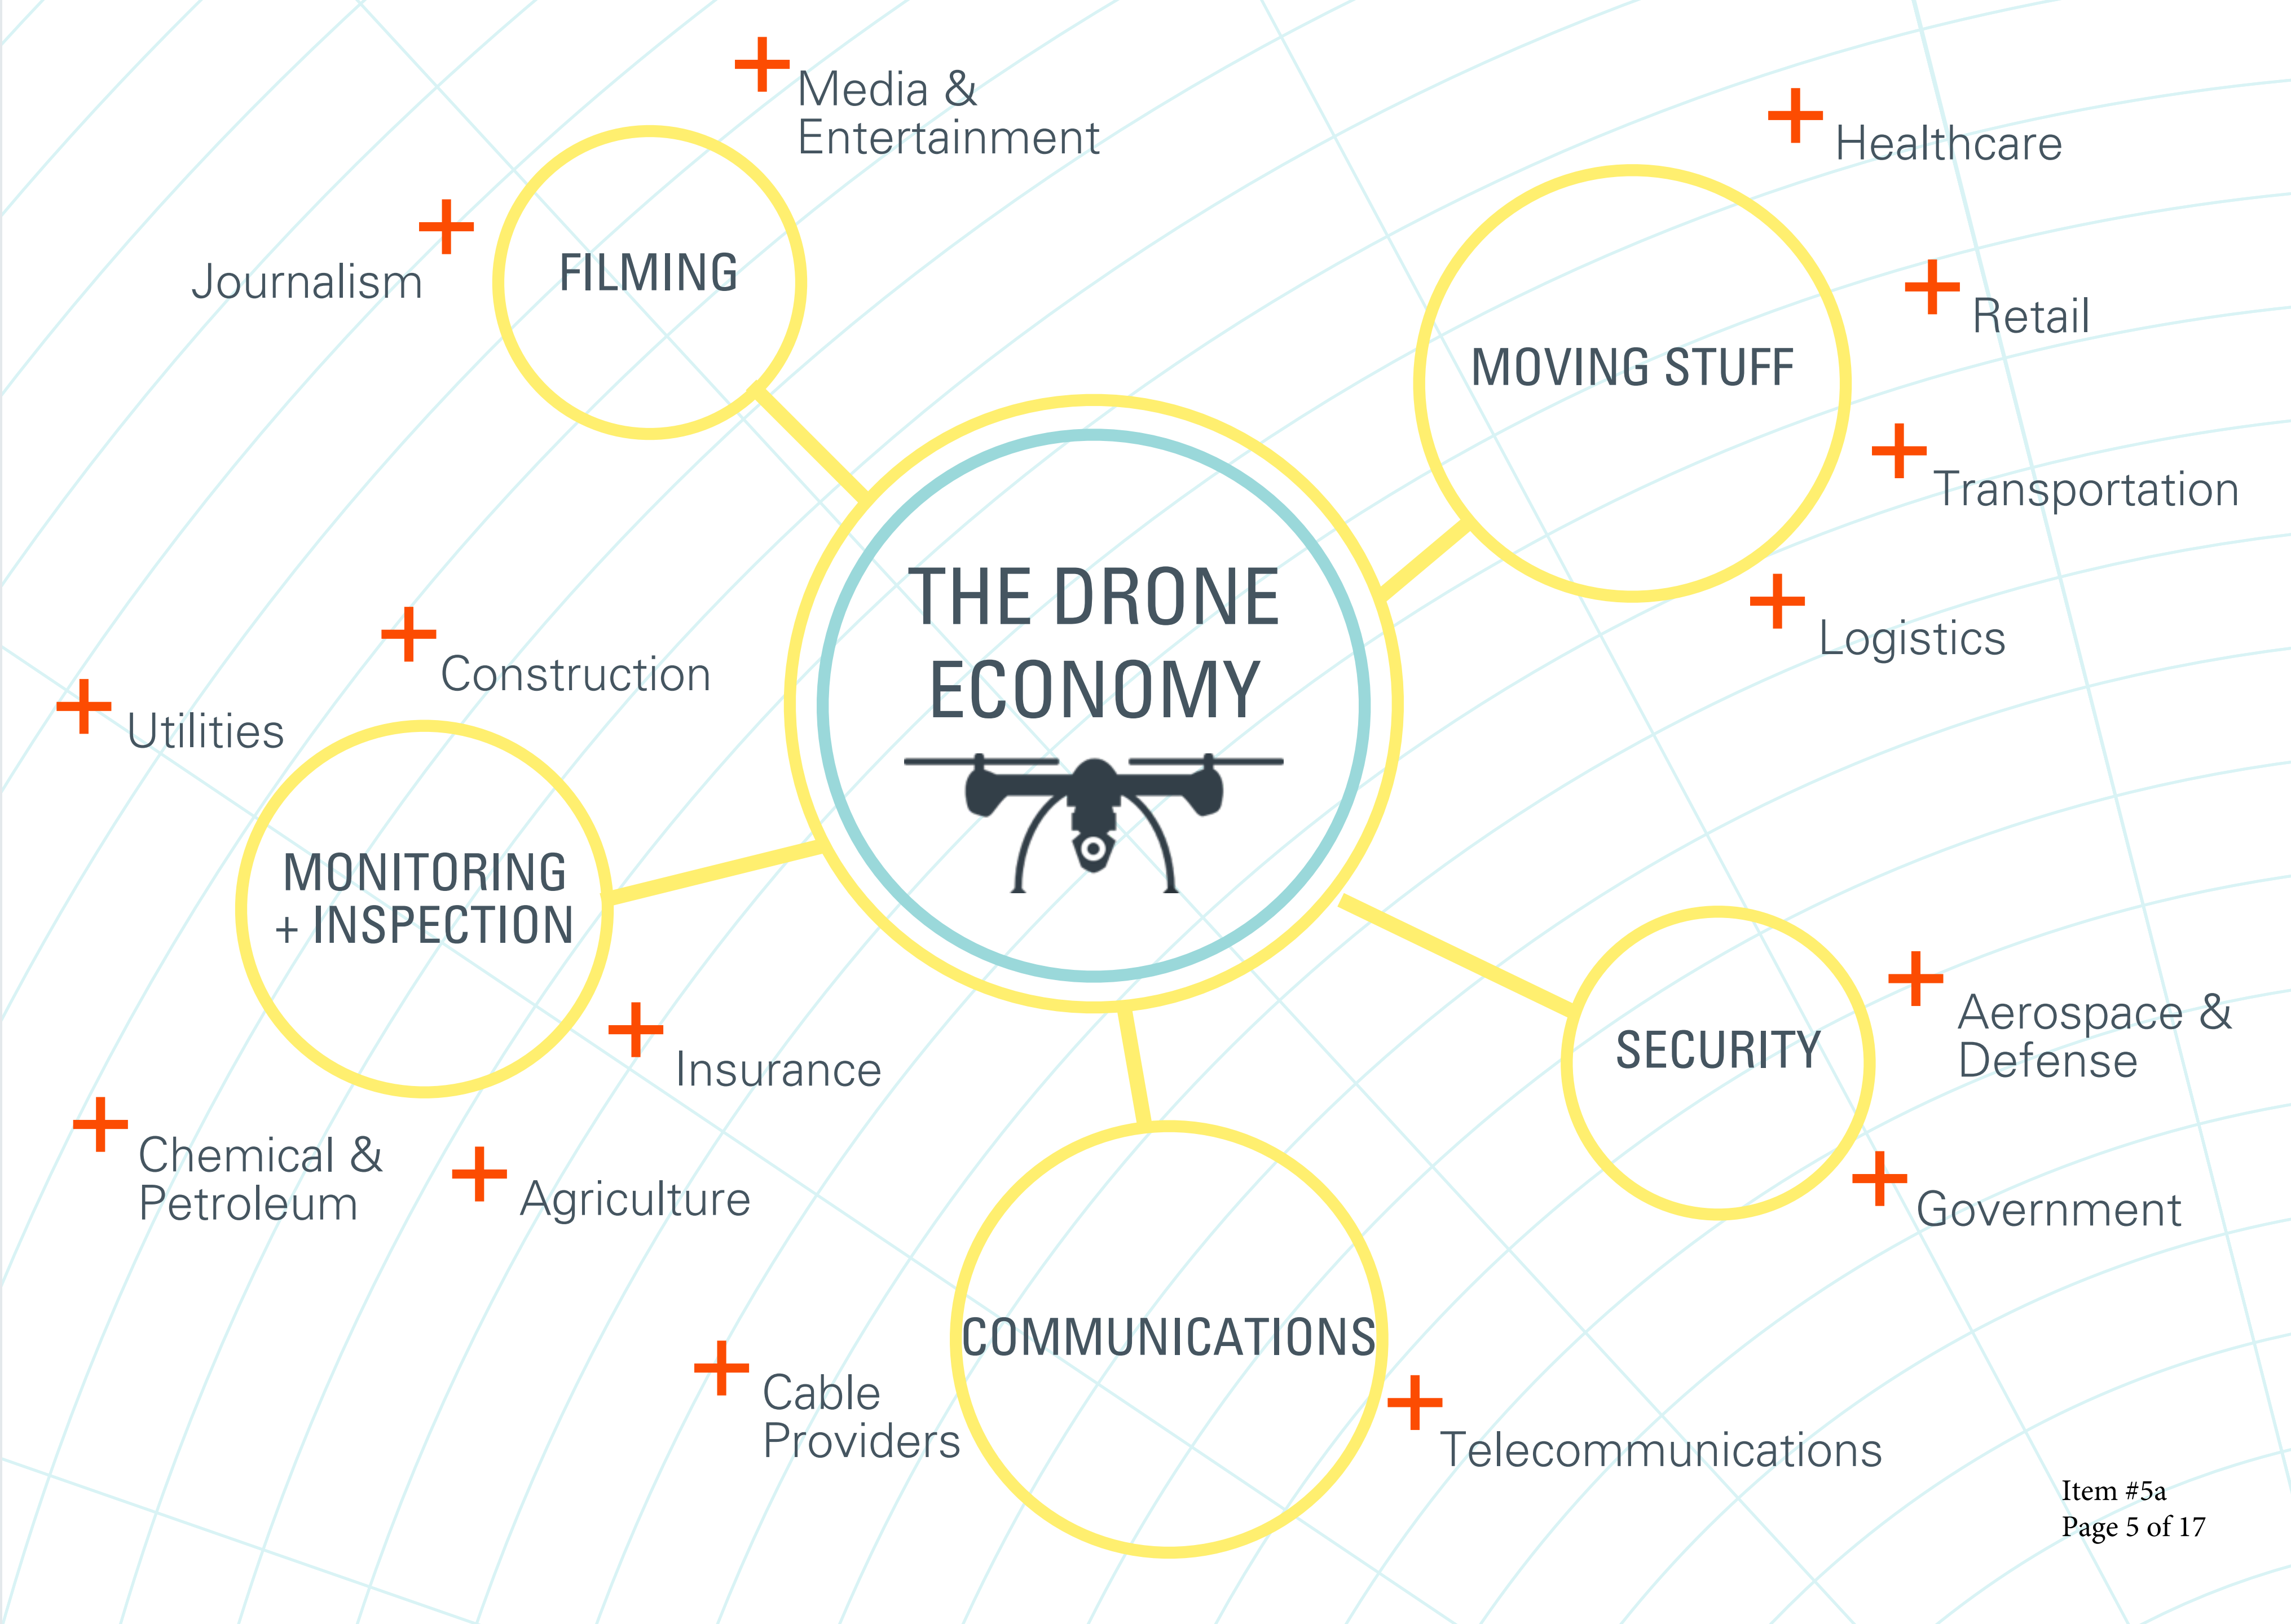 Media &
Entertainment
Journalism
FILMING
Healthcare
Retail
MOVING STUFF
Transportation
Logistics
THE DRONE
ECONOMY
Construction
Utilities
MONITORING
+ INSPECTION
Insurance
Chemical &
Petroleum
Agriculture
SECURITY
Aerospace &
Defense
Government
COMMUNICATIONS
Cable
Providers
Telecommunications
Item #5a
Page 5 of 17